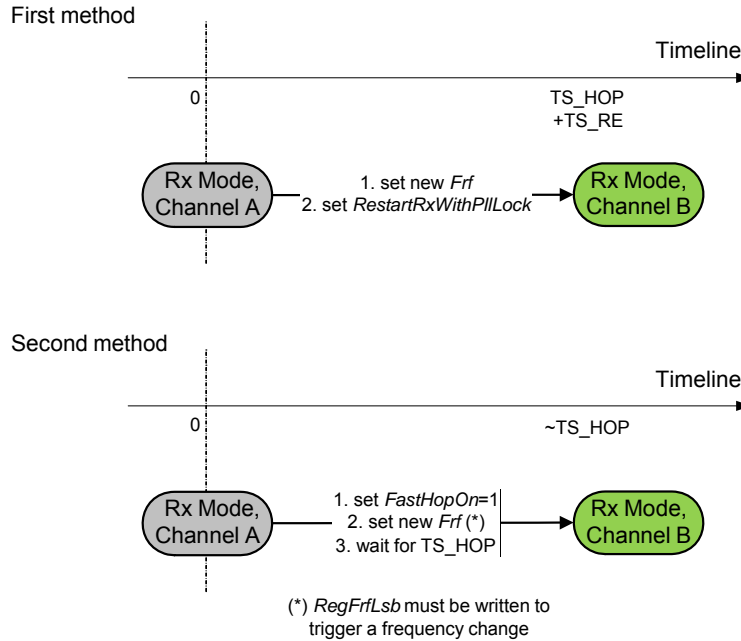 First method
Timeline
0
TS_HOP
+TS_RE
Rx Mode,
Channel A
1. set new Frf
2. set RestartRxWithPllLock
Rx Mode,
Channel B
Second method
Timeline
0
~TS_HOP
Rx Mode,
Channel A
1. set FastHopOn=1
2. set new Frf (*)
3. wait for TS_HOP
Rx Mode,
Channel B
(*) RegFrfLsb must be written to
trigger a frequency change